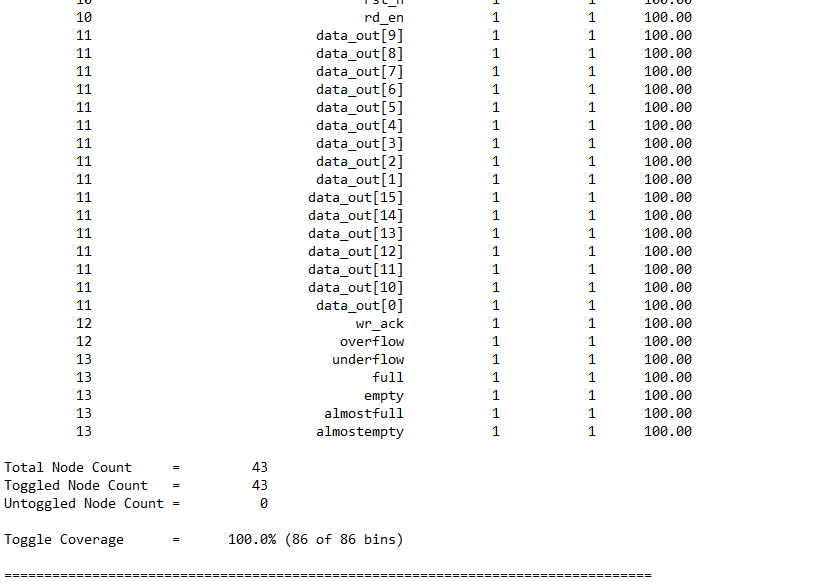 10 rst_n 1 1 100.00
10 rd_en 1 1 100.00
11 data_out[9] 1 1 100.00
11 data_out[8] 1 1 100.00
11 data_out[7] 1 1 100.00
11 data_out[6] 1 1 100.00
11 data_out[5] 1 1 100.00
11 data_out[4] 1 1 100.00
11 data_out[3] 1 1 100.00
11 data_out[2] 1 1 100.00
11 data_out[1] 1 1 100.00
11 data_out[15] 1 1 100.00
11 data_out[14] 1 1 100.00
11 data_out[13] 1 1 100.00
11 data_out[12] 1 1 100.00
11 data_out[11] 1 1 100.00
11 data_out[10] 1 1 100.00
11 data_out[0] 1 1 100.00
12 wr_ack 1 1 100.00
12 overflow 1 1 100.00
13 underflow 1 1 100.00
13 full 1 1 100.00
13 empty 1 1 100.00
13 almostfull 1 1 100.00
13 almostempty 1 1 100.00
Total Node Count = 43
Toggled Node Count = 43
Untoggled Node Count = 0
Toggle Coverage = 100.0% (86 of 86 bins)
=================================================================================